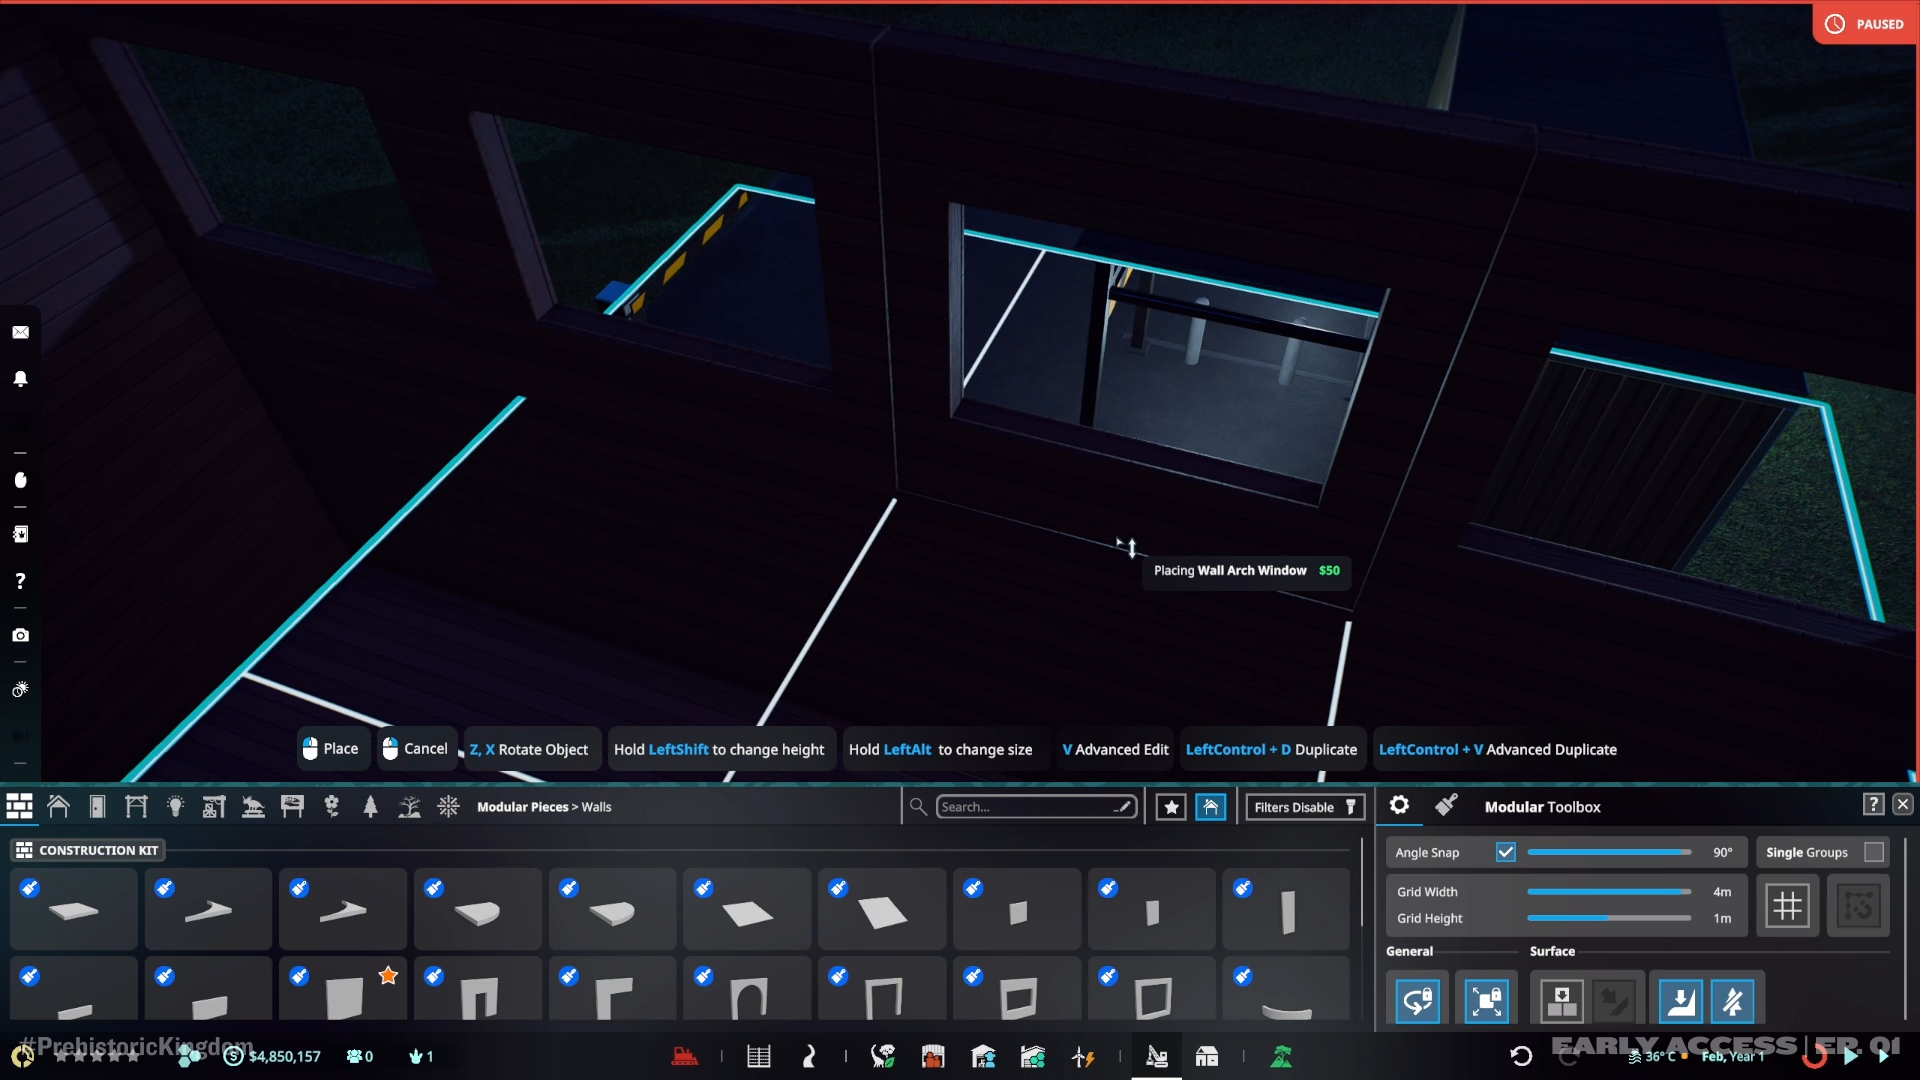 PAUSED
Placing Wall Arch Window $50
Place
Cancel
Z, X Rotate Object
Hold LeftShift to change height
Hold LeftAlt to change size
V Advanced Edit
LeftControl + D Duplicate
LeftControl + V Advanced Duplicate
Modular Pieces > Walls
Search...
Filters Disable
Modular Toolbox
?
CONSTRUCTION KIT
Angle Snap
90°
Single Groups
Grid Width
4m
Grid Height
1m
General
Surface
#PrehistoricKingdom
$4,850,157
0
1
36° C
Feb, Year 1
EARLY ACCESS | EP. 01